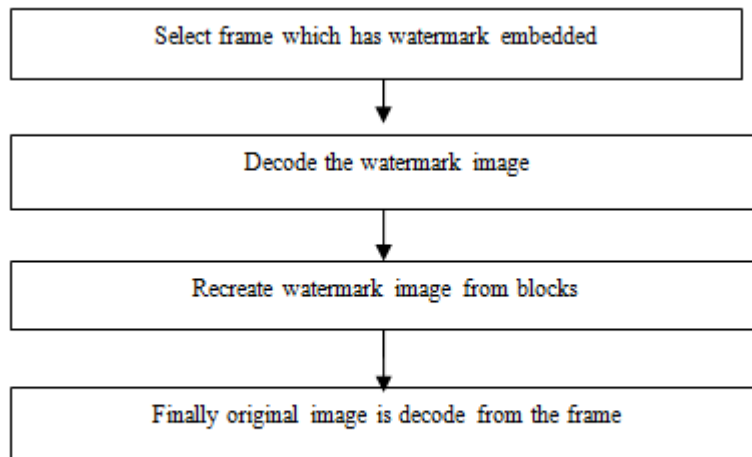 Select frame which has watermark embedded
Decode the watermark image
Recreate watermark image from blocks
Finally original image is decode from the frame